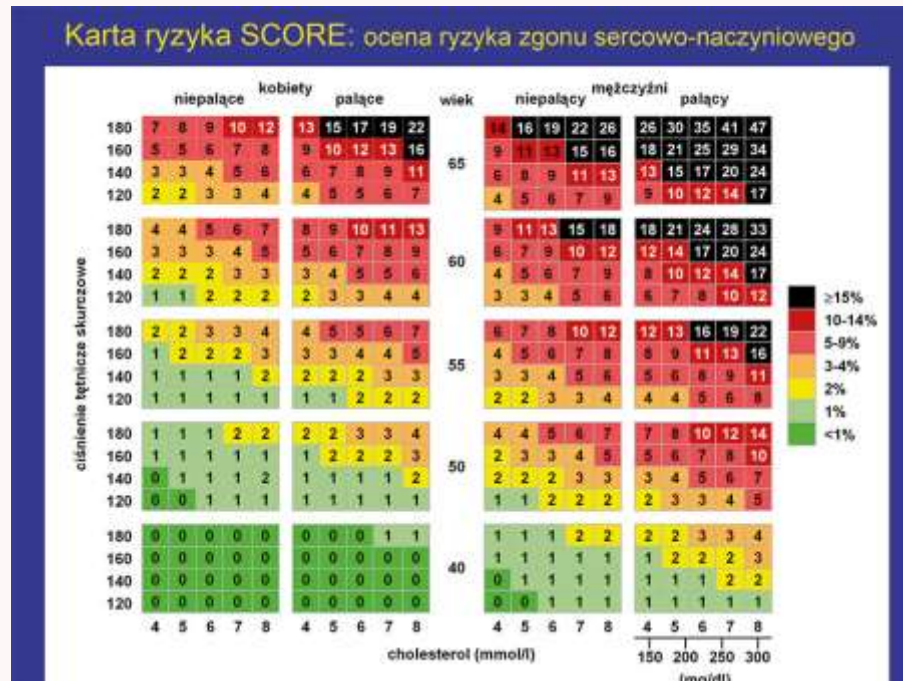 Karta ryzyka SCORE: ocena ryzyka zgonu sercowo-naczyniowego
kobiety mężczyźni
niepalące palące wiek niepalący palący
180 7 8 9 10 12 13 15 17 19 22 14 16 19 22 26 26 30 35 41 47
160 5 5 6 7 8 9 10 12 13 16 9 11 13 15 16 18 21 25 29 34
65
140 3 3 4 5 6 6 7 8 9 11 6 8 9 11 13 13 15 17 20 24
120 2 2 3 3 4 4 5 5 6 7 4 5 6 7 9 9 10 12 14 17
180 4 4 5 6 7 8 9 10 11 13 9 11 13 15 18 18 21 24 28 33
160 3 3 3 4 5 5 6 7 8 9 6 7 9 10 12 12 14 17 20 24
60
140 2 2 2 3 3 3 4 5 5 6 4 5 6 7 9 8 10 12 14 17
120 1 1 2 2 2 2 3 3 4 4 3 3 4 5 6 6 7 8 10 12
180 2 2 3 3 4 4 5 5 6 7 6 7 8 10 12 12 13 16 19 22
160 1 2 2 2 3 3 3 4 4 5 4 5 6 7 8 8 9 11 13 16
55
140 1 1 1 1 2 2 2 2 3 3 3 3 4 5 6 5 6 8 9 11
120 1 1 1 1 1 1 1 2 2 2 2 2 3 3 4 4 4 5 6 8
180 1 1 1 2 2 2 2 3 3 4 4 4 5 6 7 7 8 10 12 14
160 1 1 1 1 1 1 2 2 2 3 2 3 3 4 5 5 6 7 8 10
50
140 0 1 1 1 2 1 1 1 1 2 2 2 2 3 3 3 4 5 6 7
120 0 0 1 1 1 1 1 1 1 1 1 1 2 2 2 2 3 3 4 5
180 0 0 0 0 0 0 0 0 1 1 1 1 1 2 2 2 2 3 3 4
160 0 0 0 0 0 0 0 0 0 0 1 1 1 1 1 1 2 2 2 3
40
140 0 0 0 0 0 0 0 0 0 0 0 1 1 1 1 1 1 1 2 2
120 0 0 0 0 0 0 0 0 0 0 0 0 1 1 1 1 1 1 1 1
4 5 6 7 8 4 5 6 7 8 4 5 6 7 8 4 5 6 7 8
cholesterol (mmol/l) 150 200 250 300
(mg/dl)
ciśnienie tętnicze skurczowe
≥15%
10-14%
5-9%
3-4%
2%
1%
<1%